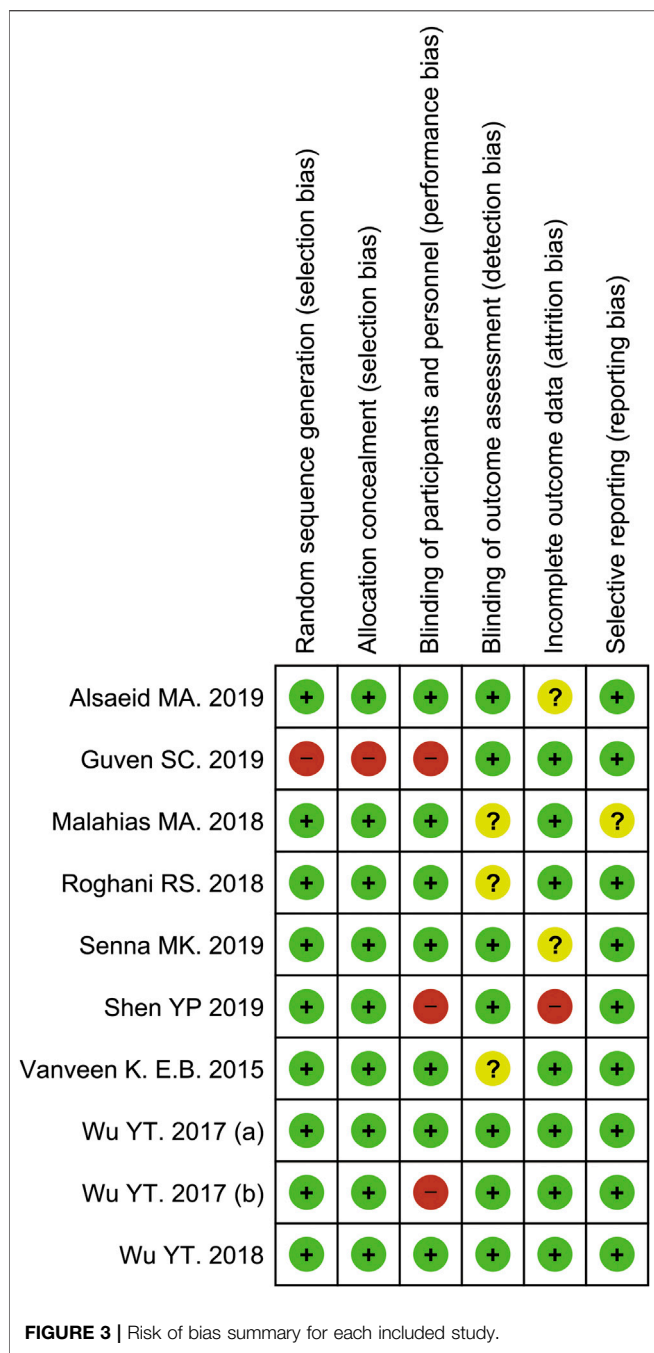 Random sequence generation (selection bias)
Allocation concealment (selection bias)
Blinding of participants and personnel (performance bias)
Blinding of outcome assessment (detection bias)
Incomplete outcome data (attrition bias)
Selective reporting (reporting bias)
Alsaeid MA. 2019 + + + + ? +
Guven SC. 2019 − − − + + +
Malahias MA. 2018 + + + ? + ?
Roghani RS. 2018 + + + ? + +
Senna MK. 2019 + + + + ? +
Shen YP 2019 + + − + − +
Vanveen K. E.B. 2015 + + + ? + +
Wu YT. 2017 (a) + + + + + +
Wu YT. 2017 (b) + + − + + +
Wu YT. 2018 + + + + + +
FIGURE 3 | Risk of bias summary for each included study.